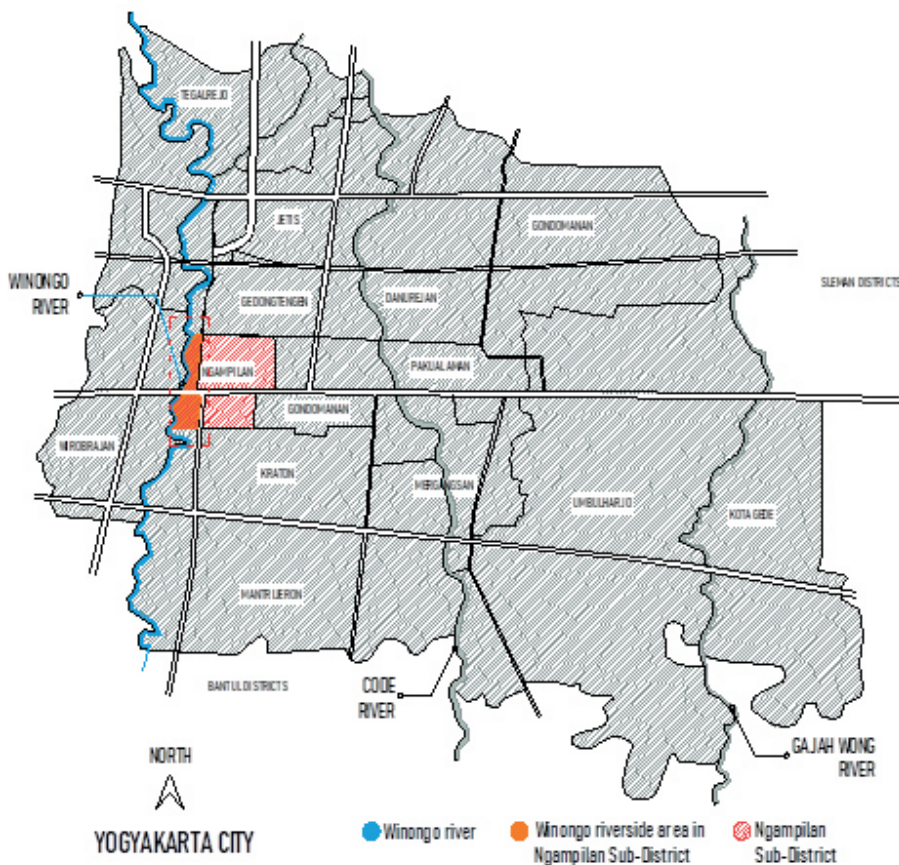 TEGALREJO
JETIS
GONDOMANAN
WINONGO
RIVER
GEDONGTENGEN
DANUREJAN
SLEMAN DISTRICTS
NGAMPILAN
PAKUALAMAN
GONDOMANAN
WIROBRAJAN
KRATON
MERGANGSAN
UMBULHARJO
KOTA GEDE
MANTRIJERON
BANTUL DISTRICTS
CODE
RIVER
GAJAH WONG
RIVER
NORTH
YOGYAKARTA CITY
Winongo river
Winongo riverside area in
Ngampilan Sub-District
Ngampilan
Sub-District